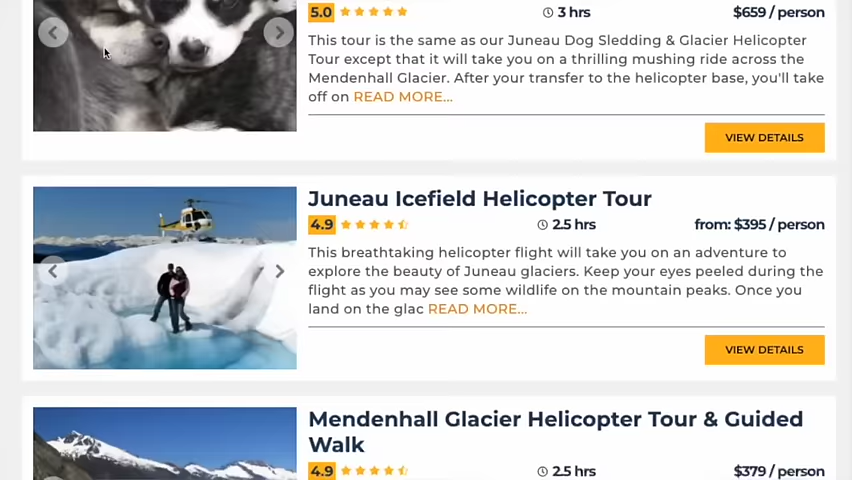 5.0 3 hrs $659 / person
This tour is the same as our Juneau Dog Sledding & Glacier Helicopter
Tour except that it will take you on a thrilling mushing ride across the
Mendenhall Glacier. After your transfer to the helicopter base, you'll take
off on READ MORE...
VIEW DETAILS
Juneau Icefield Helicopter Tour
4.9 2.5 hrs from: $395 / person
This breathtaking helicopter flight will take you on an adventure to
explore the beauty of Juneau glaciers. Keep your eyes peeled during the
flight as you may see some wildlife on the mountain peaks. Once you
land on the glac READ MORE...
VIEW DETAILS
Mendenhall Glacier Helicopter Tour & Guided
Walk
4.9 2.5 hrs $379 / person